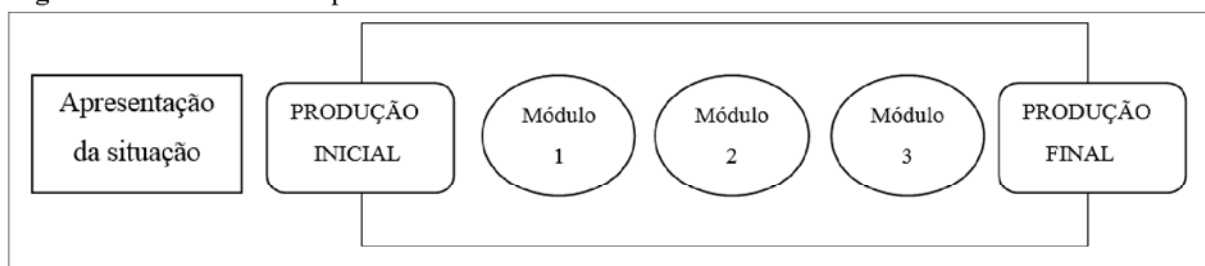 Apresentação
da situação
PRODUÇÃO
INICIAL
Módulo
1
Módulo
2
Módulo
3
PRODUÇÃO
FINAL